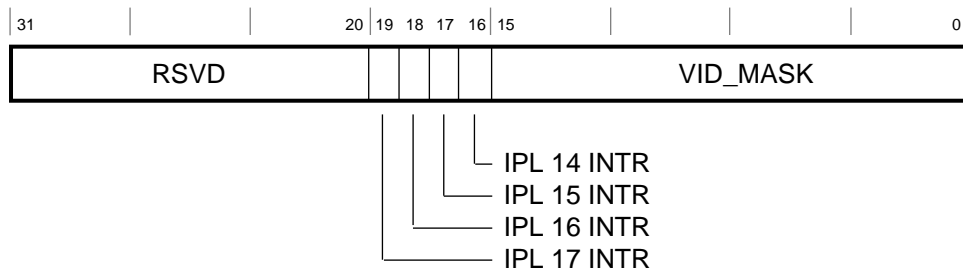 31 20 19 18 17 16 15 0
RSVD VID_MASK
IPL 14 INTR
IPL 15 INTR
IPL 16 INTR
IPL 17 INTR